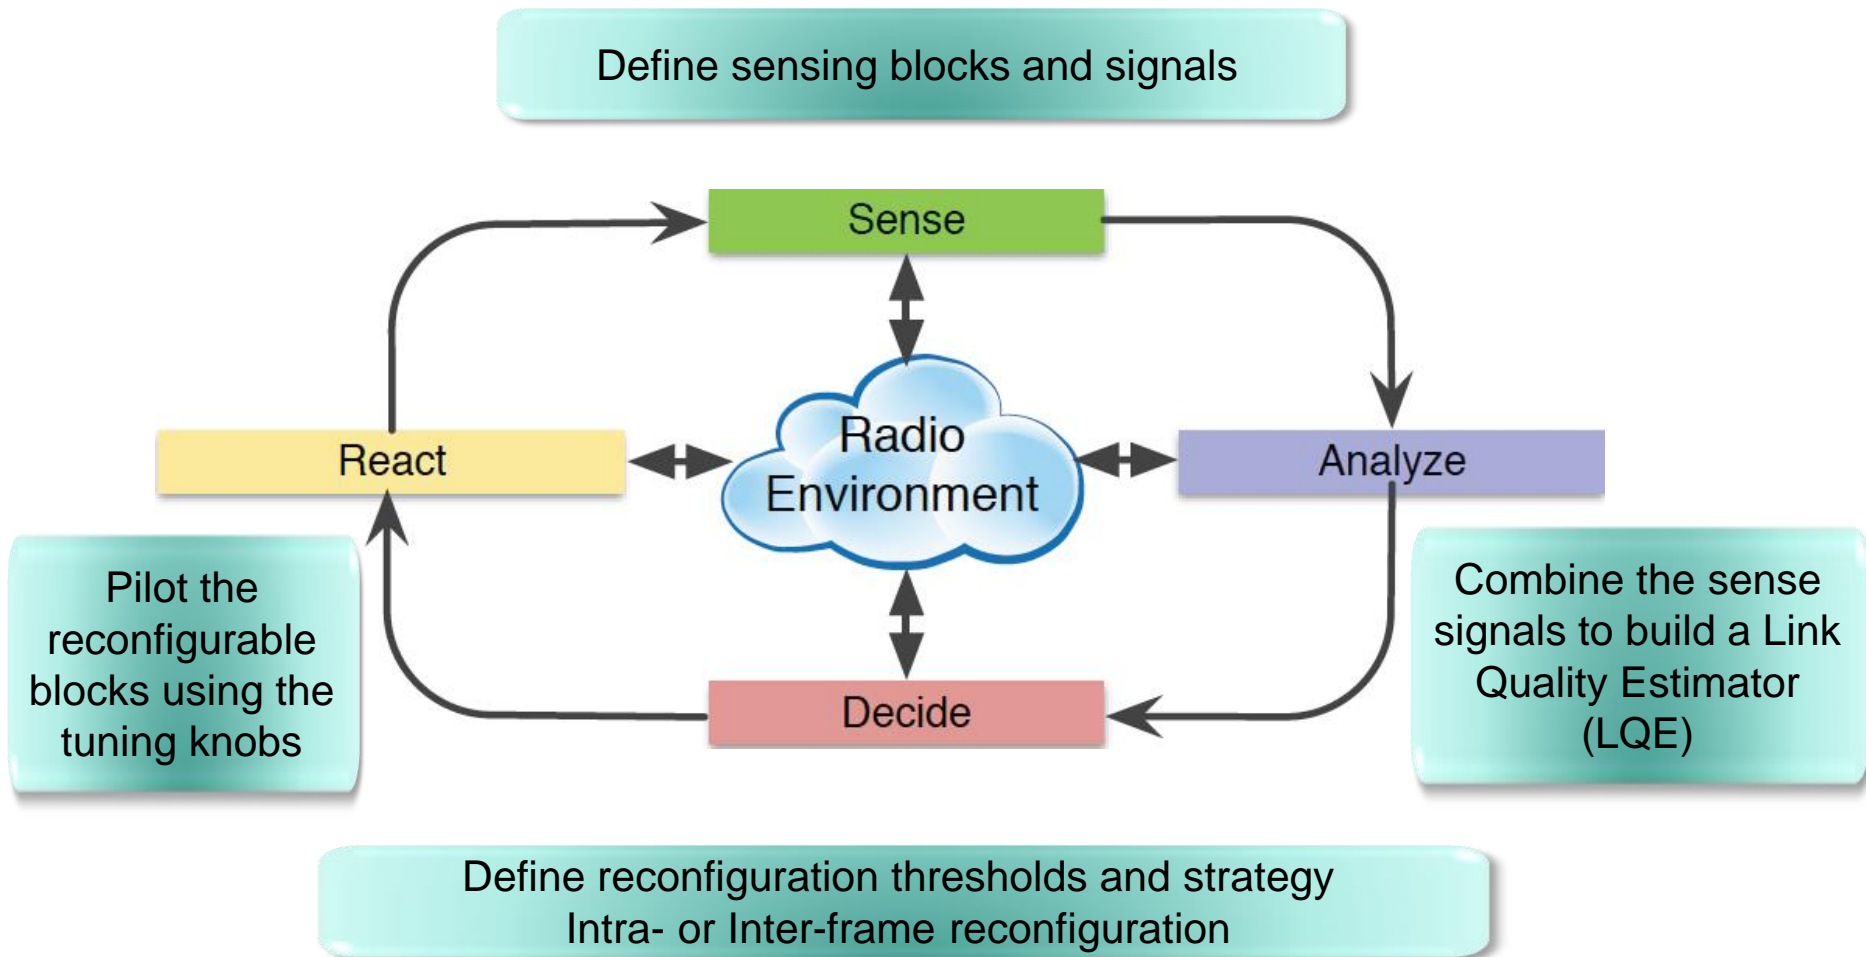 Define sensing blocks and signals
Sense
Radio
Environment
React
Analyze
Pilot the
reconfigurable
blocks using the
tuning knobs
Combine the sense
signals to build a Link
Quality Estimator
(LQE)
Decide
Define reconfiguration thresholds and strategy
Intra- or Inter-frame reconfiguration